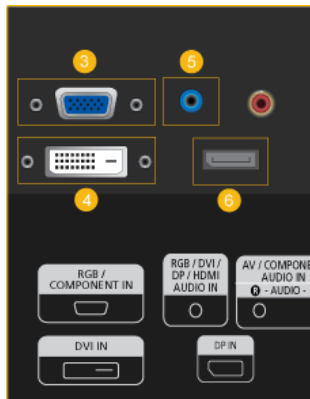 3
5
4
6
RGB /
COMPONENT IN
RGB / DVI /
DP / HDMI
AUDIO IN
AV / COMPONE
AUDIO IN
R - AUDIO -
DVI IN
DP IN